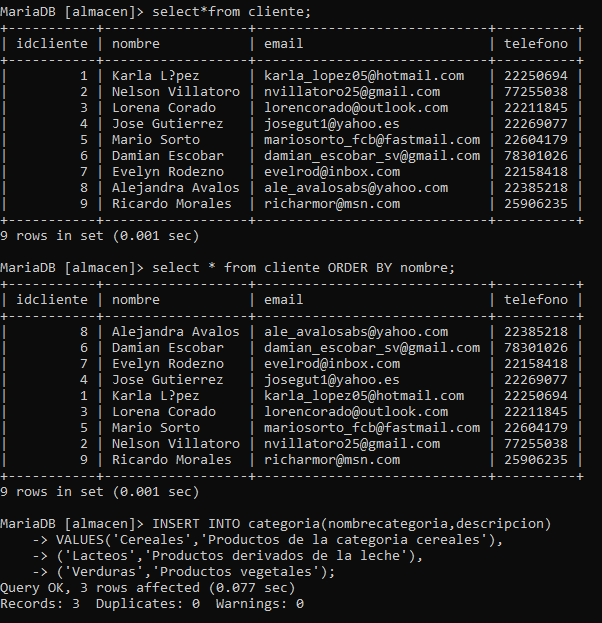 MariaDB [almacen]> select*from cliente;
+-----------+------------------+-----------------------------+----------+
| idcliente | nombre           | email                       | telefono |
+-----------+------------------+-----------------------------+----------+
|         1 | Karla L?pez      | karla_lopez05@hotmail.com   | 22250694 |
|         2 | Nelson Villatoro | nvillatoro25@gmail.com      | 77255038 |
|         3 | Lorena Corado    | lorencorado@outlook.com     | 22211845 |
|         4 | Jose Gutierrez   | josegut1@yahoo.es           | 22269077 |
|         5 | Mario Sorto      | mariosorto_fcb@fastmail.com | 22604179 |
|         6 | Damian Escobar   | damian_escobar_sv@gmail.com | 78301026 |
|         7 | Evelyn Rodezno   | evelrod@inbox.com           | 22158418 |
|         8 | Alejandra Avalos | ale_avalosabs@yahoo.com     | 22385218 |
|         9 | Ricardo Morales  | richarmor@msn.com           | 25906235 |
+-----------+------------------+-----------------------------+----------+
9 rows in set (0.001 sec)
MariaDB [almacen]> select * from cliente ORDER BY nombre;
+-----------+------------------+-----------------------------+----------+
| idcliente | nombre           | email                       | telefono |
+-----------+------------------+-----------------------------+----------+
|         8 | Alejandra Avalos | ale_avalosabs@yahoo.com     | 22385218 |
|         6 | Damian Escobar   | damian_escobar_sv@gmail.com | 78301026 |
|         7 | Evelyn Rodezno   | evelrod@inbox.com           | 22158418 |
|         4 | Jose Gutierrez   | josegut1@yahoo.es           | 22269077 |
|         1 | Karla L?pez      | karla_lopez05@hotmail.com   | 22250694 |
|         3 | Lorena Corado    | lorencorado@outlook.com     | 22211845 |
|         5 | Mario Sorto      | mariosorto_fcb@fastmail.com | 22604179 |
|         2 | Nelson Villatoro | nvillatoro25@gmail.com      | 77255038 |
|         9 | Ricardo Morales  | richarmor@msn.com           | 25906235 |
+-----------+------------------+-----------------------------+----------+
9 rows in set (0.001 sec)
MariaDB [almacen]> INSERT INTO categoria(nombrecategoria,descripcion)
    -> VALUES('Cereales','Productos de la categoria cereales'),
    -> ('Lacteos','Productos derivados de la leche'),
    -> ('Verduras','Productos vegetales');
Query OK, 3 rows affected (0.077 sec)
Records: 3  Duplicates: 0  Warnings: 0